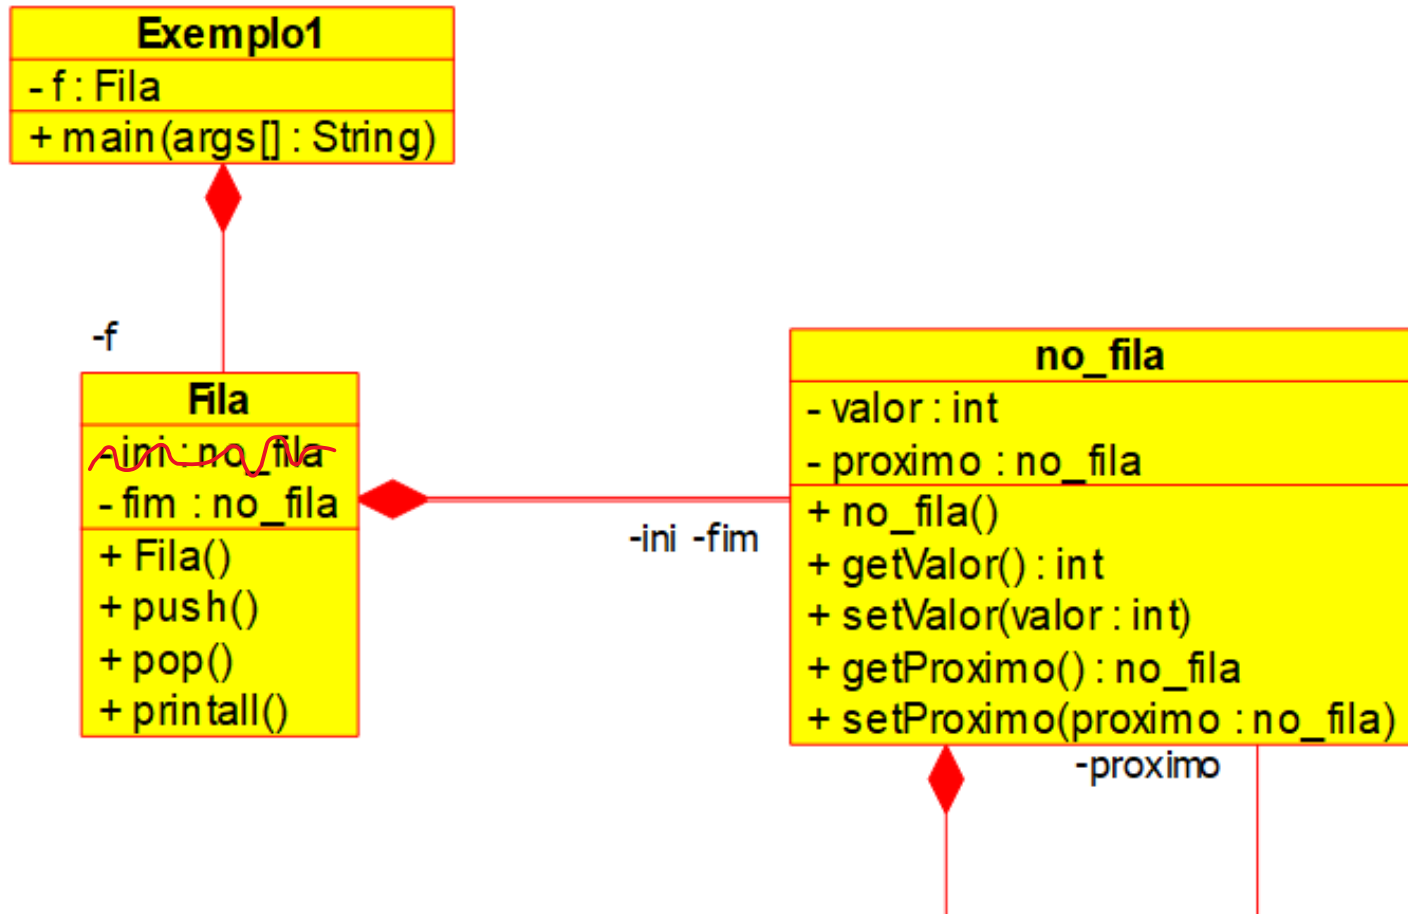 Exemplo1
- f : Fila
+ main(args[] : String)
-f
Fila
- ini : no_fila
- fim : no_fila
+ Fila()
+ push()
+ pop()
+ printall()
-ini -fim
no_fila
- valor : int
- proximo : no_fila
+ no_fila()
+ getValor() : int
+ setValor(valor : int)
+ getProximo() : no_fila
+ setProximo(proximo : no_fila)
-proximo